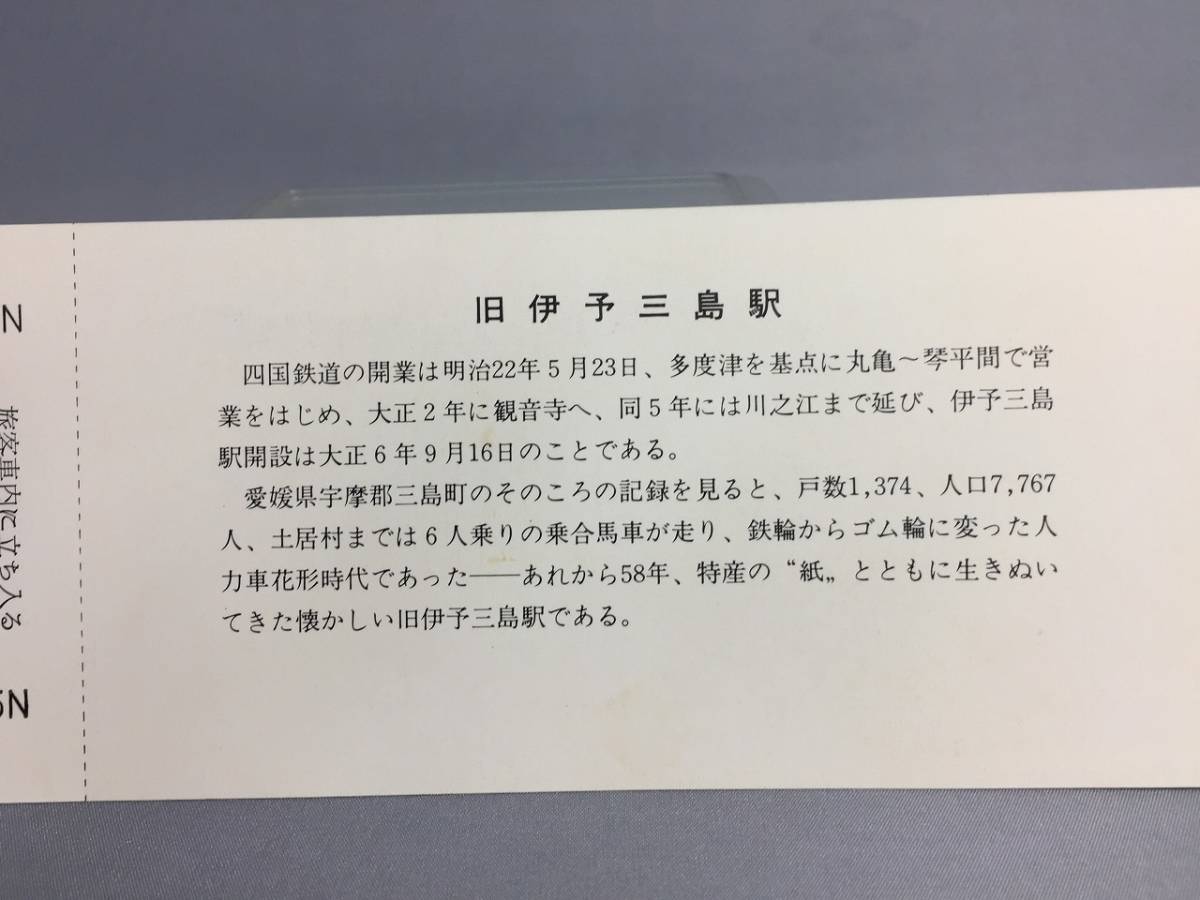 旧伊予三島駅
四国鉄道の開業は明治22年5月23日、多度津を基点に丸亀～琴平間で営
業をはじめ、大正2年に観音寺へ、同5年には川之江まで延び、伊予三島
駅開設は大正6年9月16日のことである。
愛媛県宇摩郡三島町のそのころの記録を見ると、戸数1,374、人口7,767
人、土居村までは6人乗りの乗合馬車が走り、鉄輪からゴム輪に変った人
力車花形時代であった──あれから58年、特産の〝紙〟とともに生きぬい
てきた懐かしい旧伊予三島駅である。
旅客車内に立ち入る
N